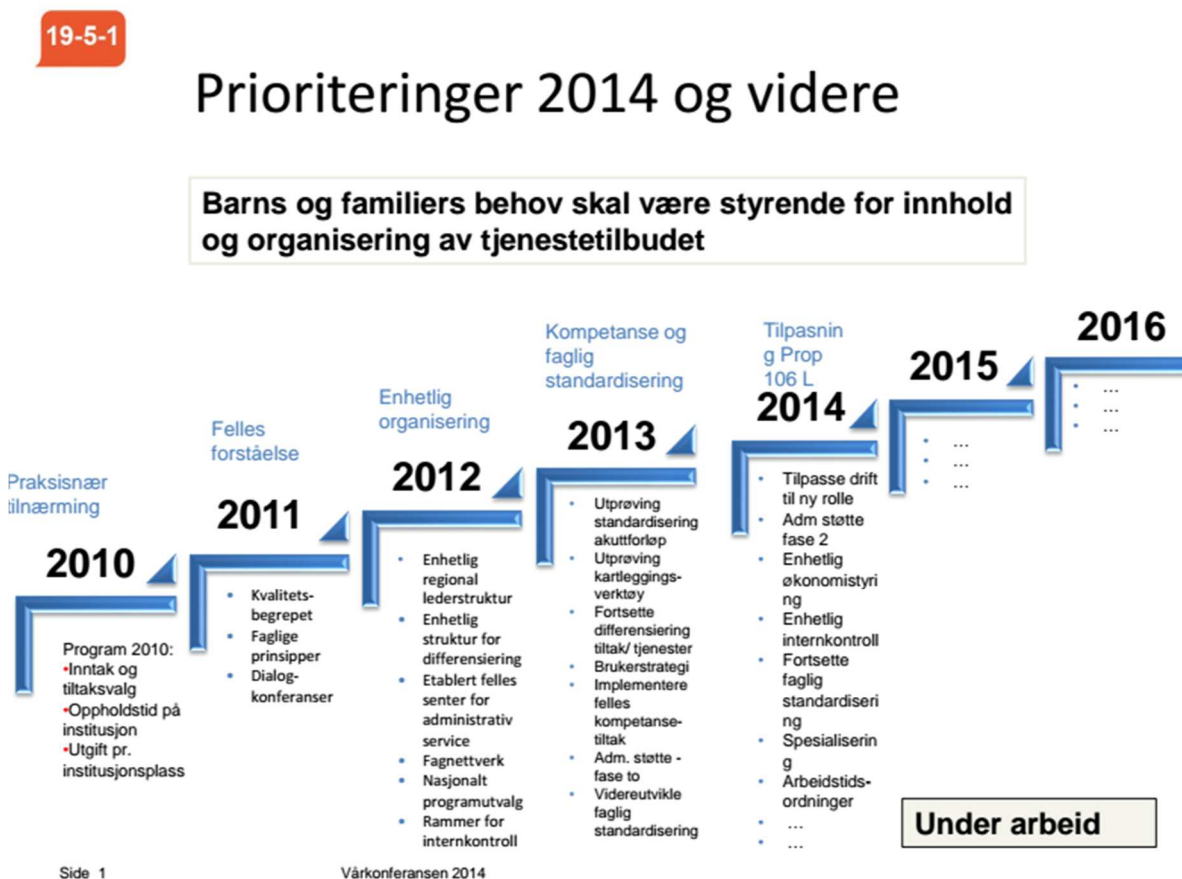 19-5-1
Prioriteringer 2014 og videre
Barns og familiers behov skal være styrende for innhold
og organisering av tjenestetilbudet
Praksisnær
tilnærming
2010
Program 2010:
•Inntak og
tiltaksvalg
•Oppholdstid på
institusjon
•Utgift pr.
institusjonsplass
Felles
forståelse
2011
• Kvalitets-
begrepet
• Faglige
prinsipper
• Dialog-
konferanser
Enhetlig
organisering
2012
• Enhetlig
regional
lederstruktur
• Enhetlig
struktur for
differensiering
• Etablert felles
senter for
administrativ
service
• Fagnettverk
• Nasjonalt
programutvalg
• Rammer for
internkontroll
Kompetanse og
faglig
standardisering
2013
• Utprøving
standardisering
akuttforløp
• Utprøving
kartleggings-
verktøy
• Fortsette
differensiering
tiltak/ tjenester
• Brukerstrategi
• Implementere
felles
kompetanse-
tiltak
• Adm. støtte -
fase to
• Videreutvikle
faglig
standardisering
Tilpasnin
g Prop
106 L
2014
• Tilpasse drift
til ny rolle
• Adm støtte
fase 2
• Enhetlig
økonomistyri
ng
• Enhetlig
internkontroll
• Fortsette
faglig
standardiseri
ng
• Spesialiserin
g
• Arbeidstids-
ordninger
• ...
• ...
2015
• ...
• ...
• ...
2016
• ...
• ...
• ...
Under arbeid
Side 1
Vårkonferansen 2014